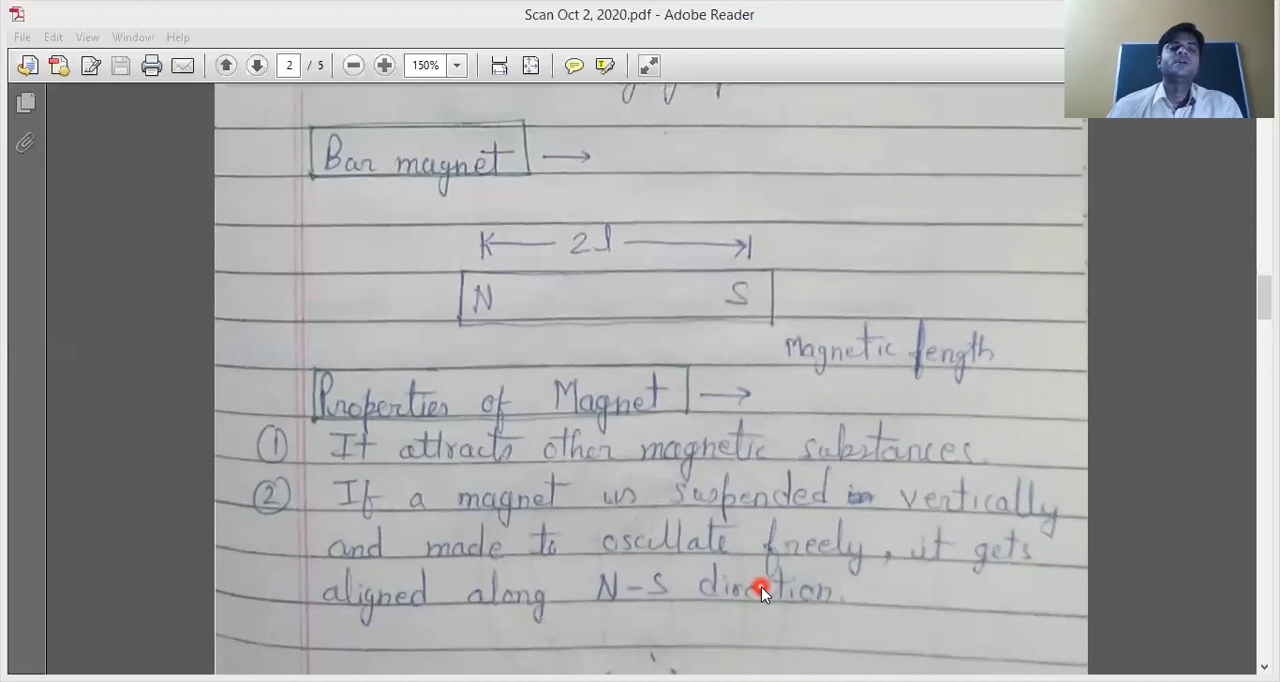 Scan Oct 2, 2020.pdf - Adobe Reader
File Edit View Window Help
2 / 5 150%
Bar magnet →
2l
N S
Magnetic length
Properties of Magnet →
① It attracts other magnetic substances.
② If a magnet is suspended vertically
and made to oscillate freely, it gets
aligned along N-S direction.